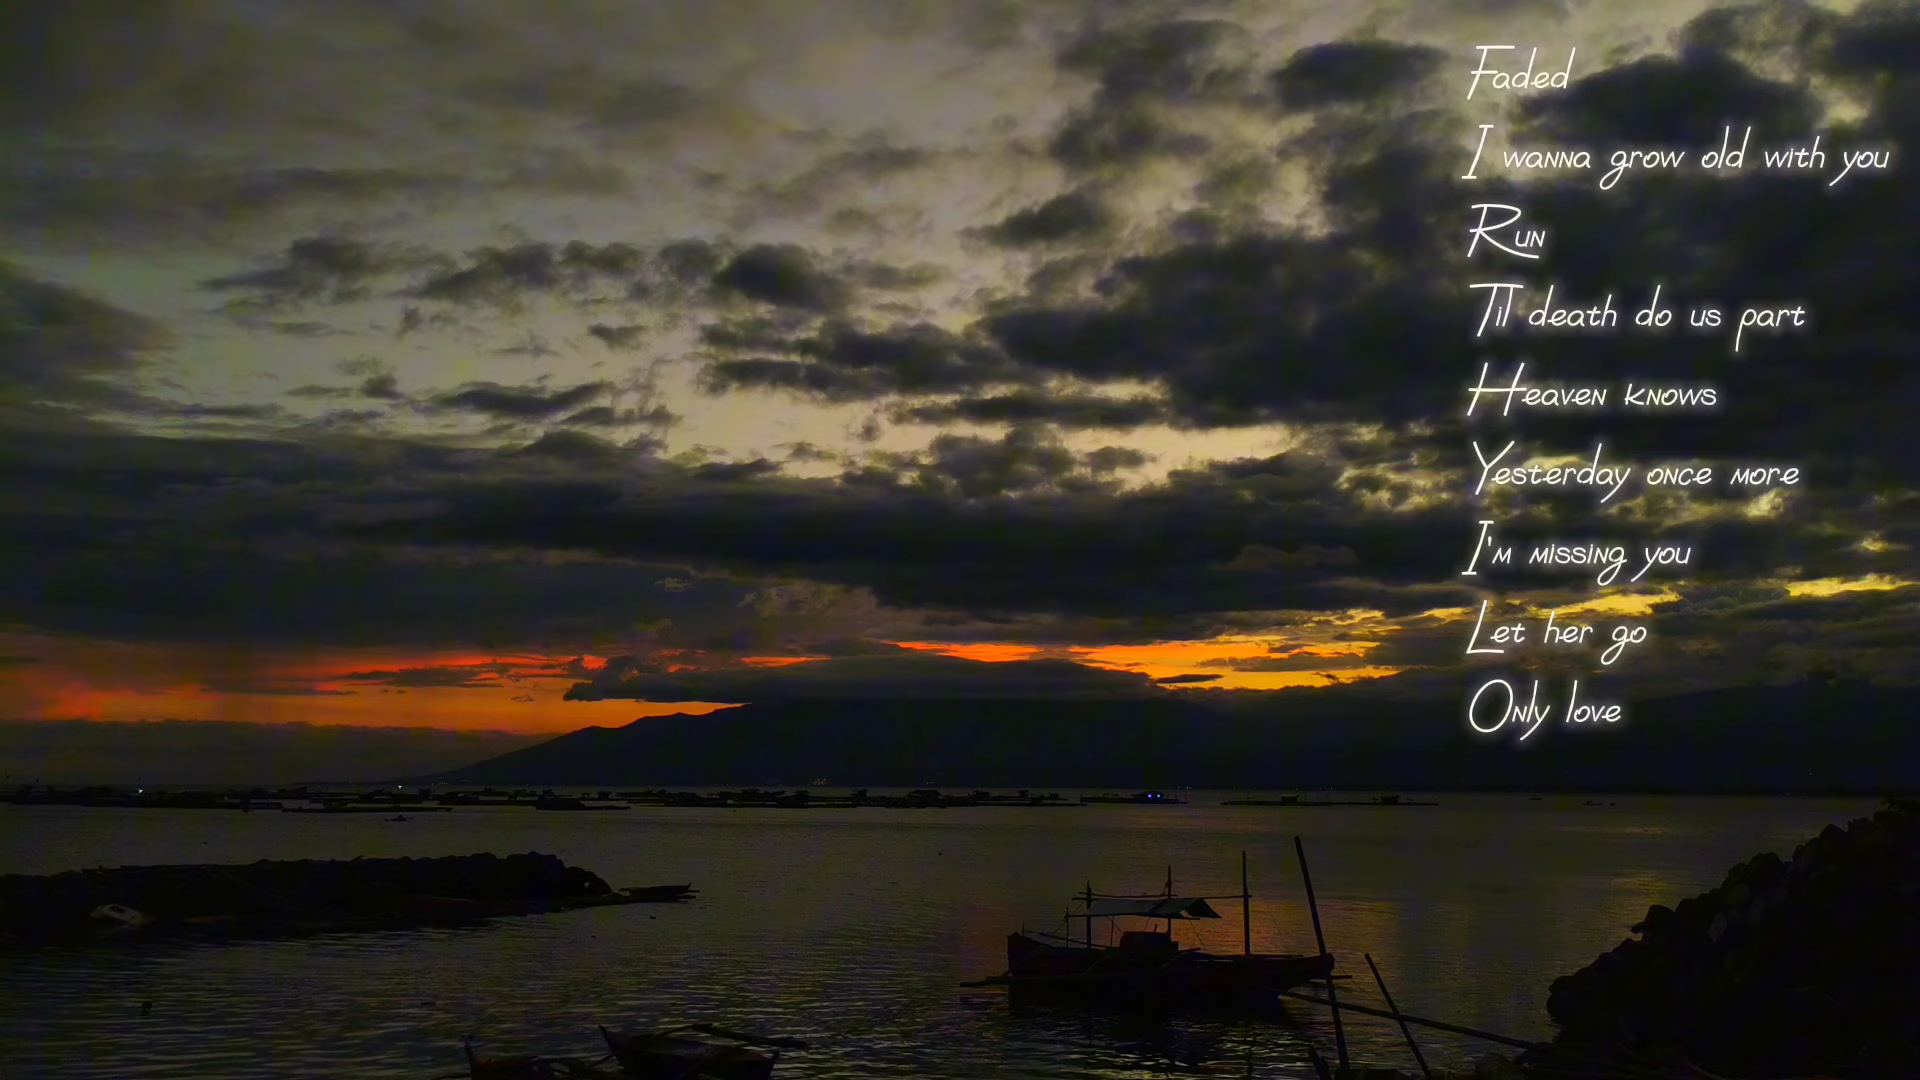 Faded
I wanna grow old with you
Run
Til death do us part
Heaven knows
Yesterday once more
I'm missing you
Let her go
Only love